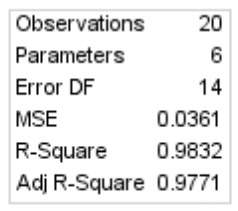 Observations 20
Parameters 6
Error DF 14
MSE 0.0361
R-Square 0.9832
Adj R-Square 0.9771